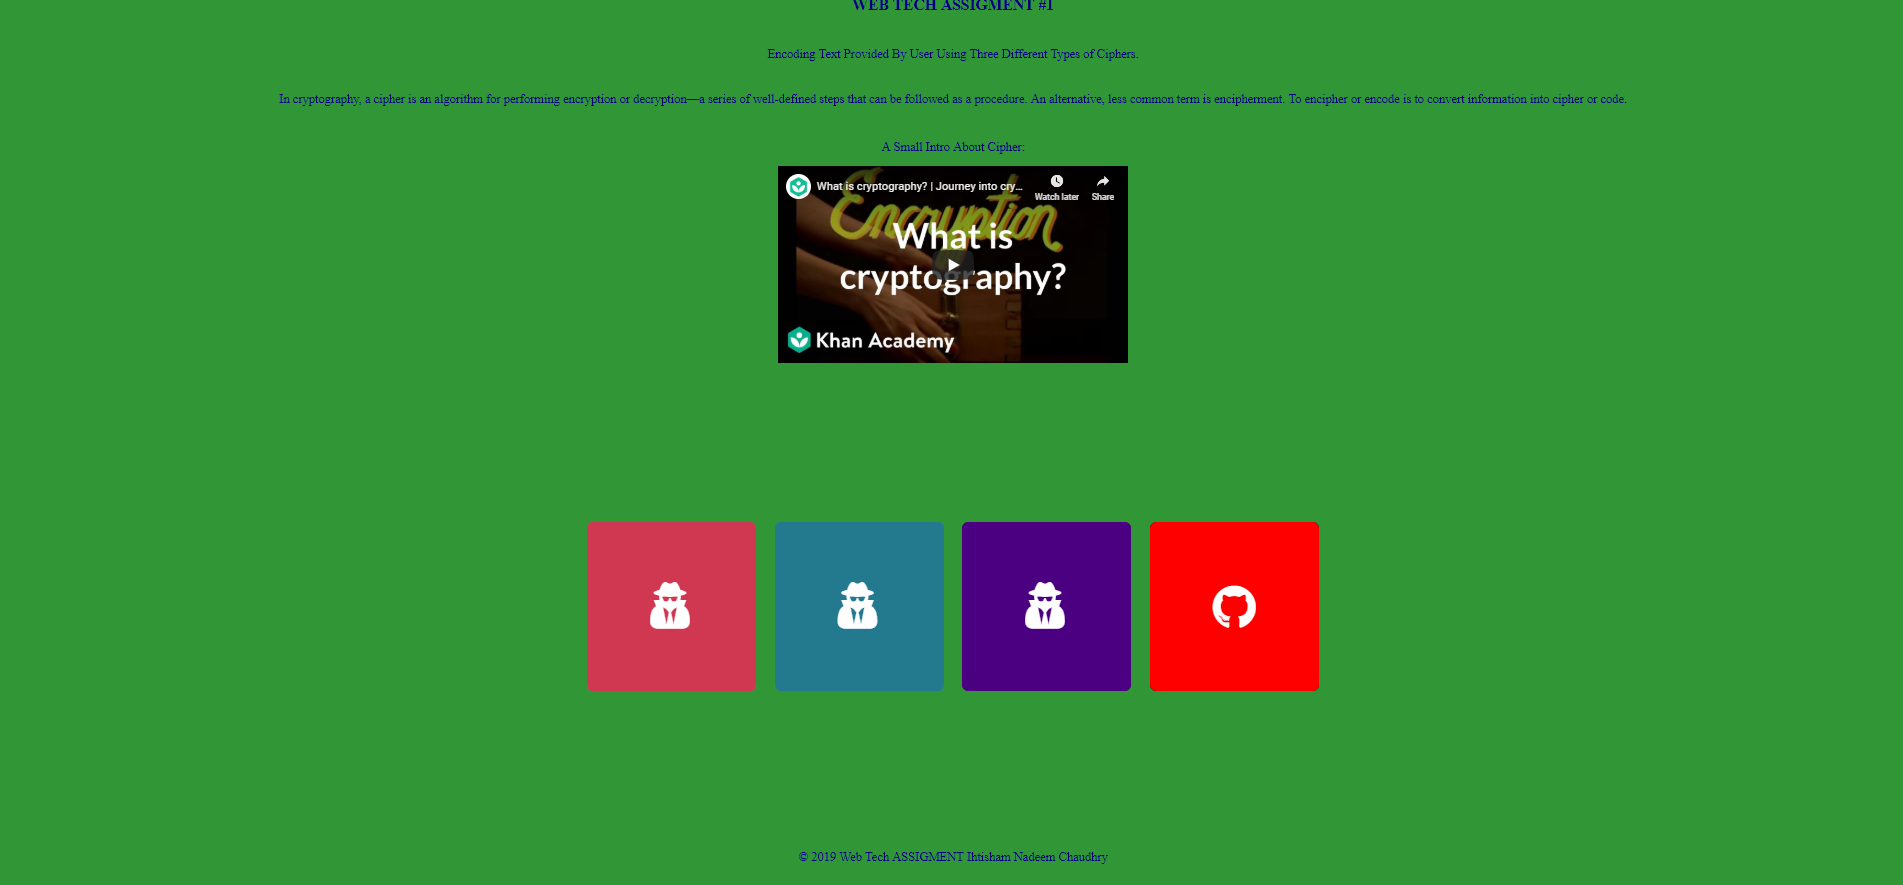 WEB TECH ASSIGMENT #1
Encoding Text Provided By User Using Three Different Types of Ciphers.
In cryptography, a cipher is an algorithm for performing encryption or decryption—a series of well-defined steps that can be followed as a procedure. An alternative, less common term is encipherment. To encipher or encode is to convert information into cipher or code.
A Small Intro About Cipher:
What is cryptography? | Journey into cry...
Watch later
Share
Encryption
What is
cryptography?
Khan Academy
© 2019 Web Tech ASSIGMENT Ihtisham Nadeem Chaudhry